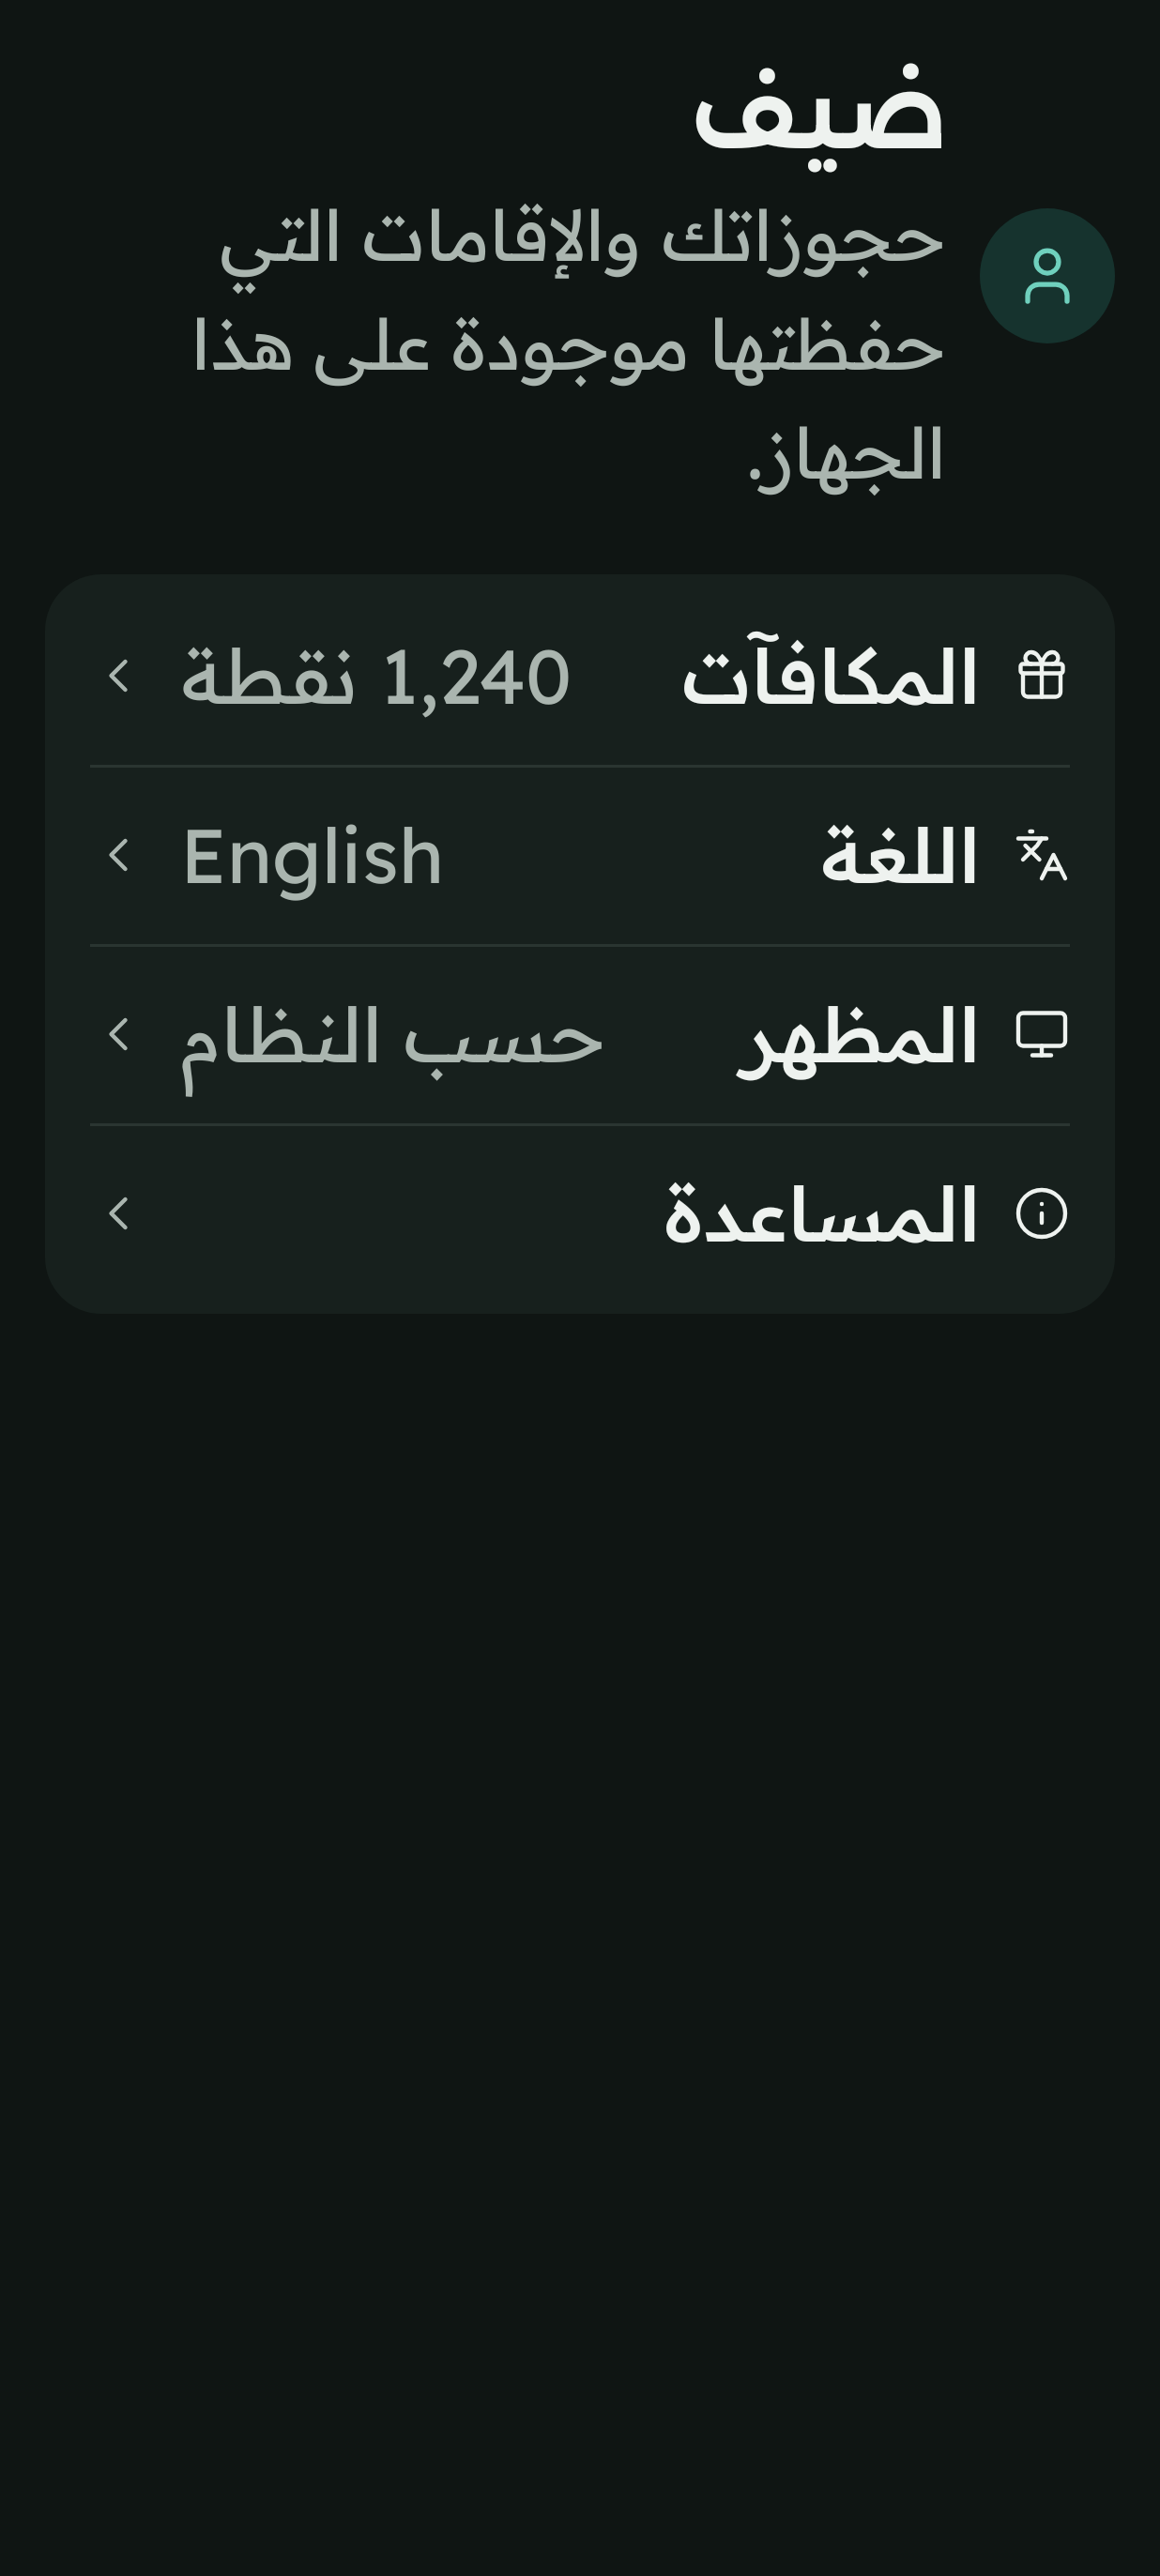 ضيف
حجوزاتك والإقامات التي
حفظتها موجودة على هذا
الجهاز.
المكافآت 1,240 نقطة
اللغة English
المظهر حسب النظام
المساعدة